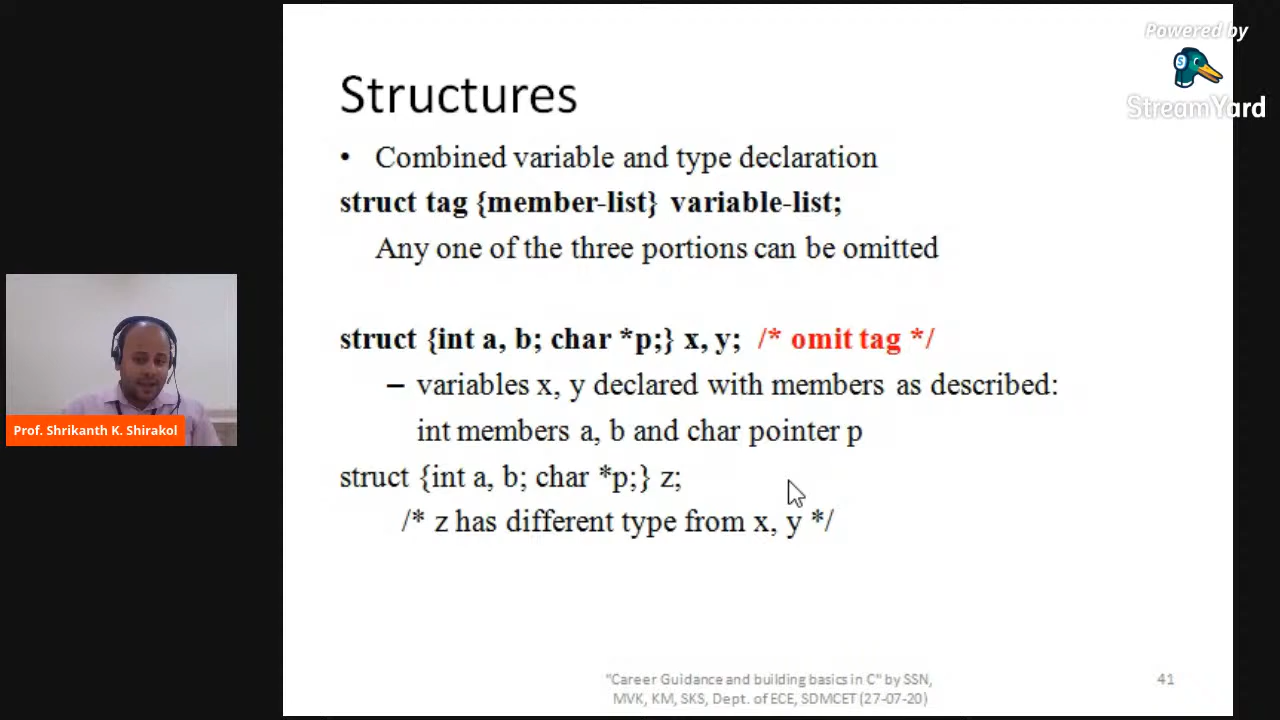 Powered by
StreamYard
Structures
• Combined variable and type declaration
struct tag {member-list} variable-list;
Any one of the three portions can be omitted
struct {int a, b; char *p;} x, y; /* omit tag */
– variables x, y declared with members as described:
int members a, b and char pointer p
struct {int a, b; char *p;} z;
/* z has different type from x, y */
Prof. Shrikanth K. Shirakol
"Career Guidance and building basics in C" by SSN,
MVK, KM, SKS, Dept. of ECE, SDMCET (27-07-20)
41